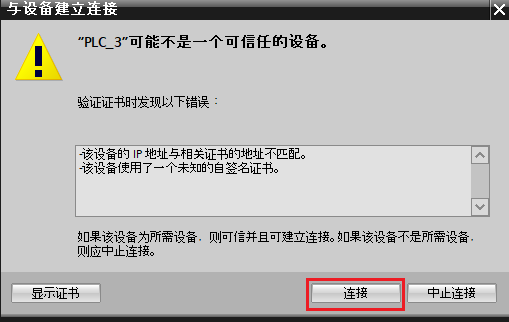 与设备建立连接
"PLC_3"可能不是一个可信任的设备。
验证证书时发现以下错误：
-该设备的 IP 地址与相关证书的地址不匹配。
-该设备使用了一个未知的自签名证书。
如果该设备为所需设备，则可信并且可建立连接。如果该设备不是所需设备，
则应中止连接。
显示证书
连接
中止连接